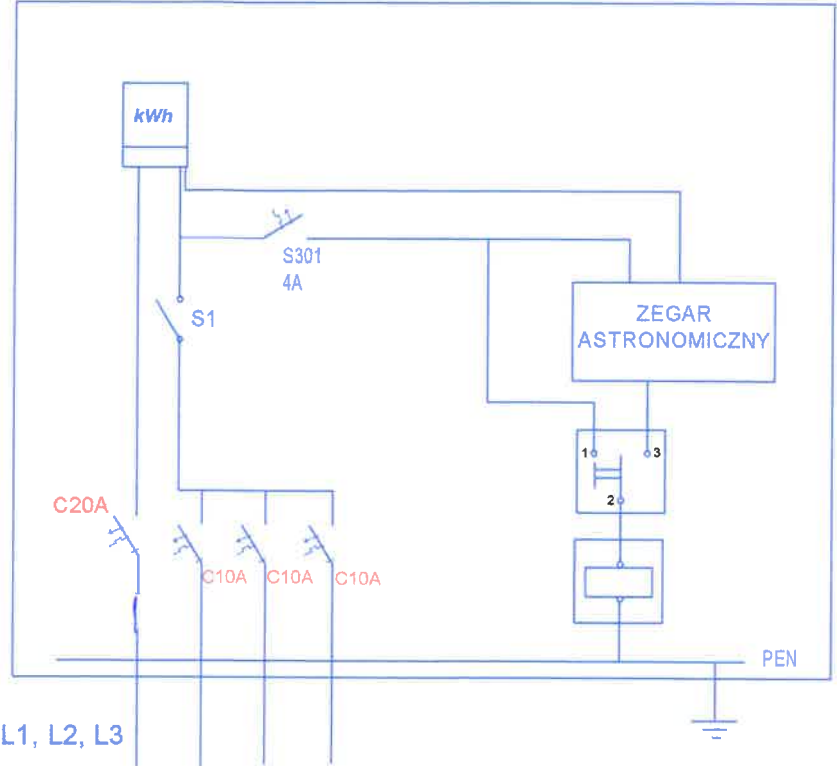 kWh
S301
4A
S1
ZEGAR
ASTRONOMICZNY
1
3
2
C20A
C10A
C10A
C10A
PEN
L1, L2, L3